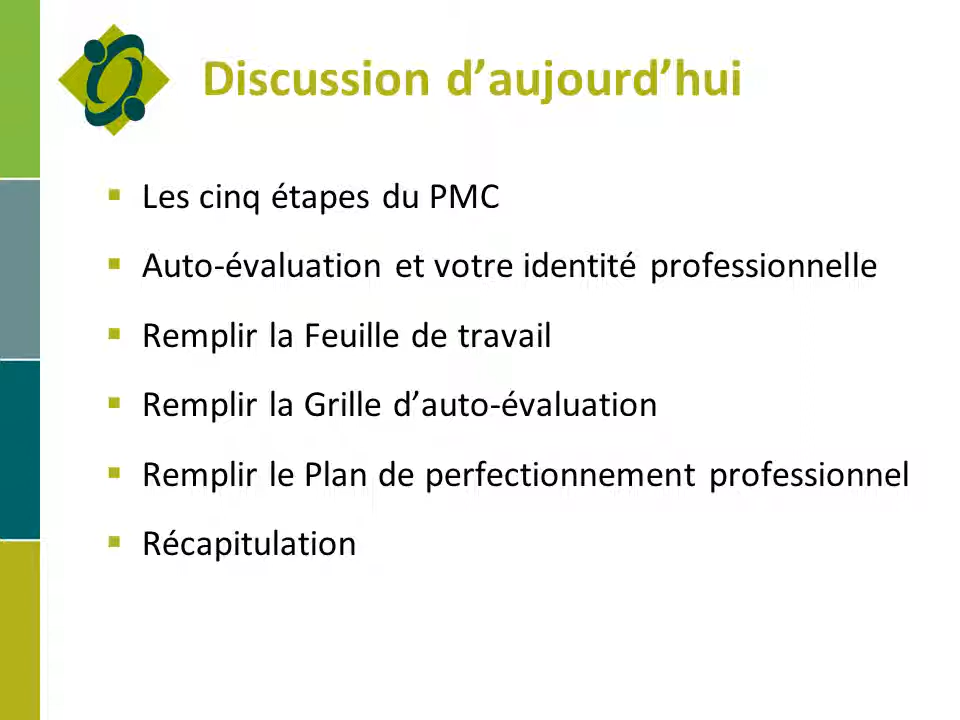 Discussion d’aujourd’hui
Les cinq étapes du PMC
Auto-évaluation et votre identité professionnelle
Remplir la Feuille de travail
Remplir la Grille d’auto-évaluation
Remplir le Plan de perfectionnement professionnel
Récapitulation